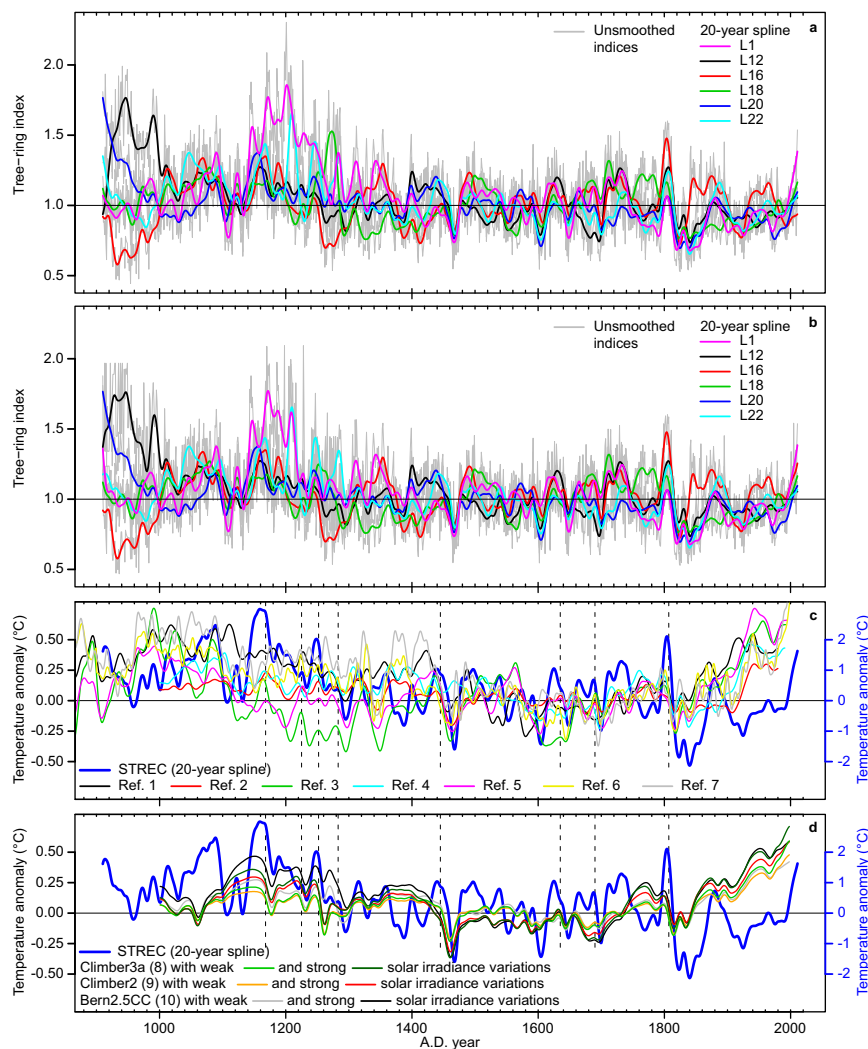 a
Unsmoothed indices
20-year spline
L1
L12
L16
L18
L20
L22
Tree-ring index
2.0
1.5
1.0
0.5
b
Unsmoothed indices
20-year spline
L1
L12
L16
L18
L20
L22
Tree-ring index
2.0
1.5
1.0
0.5
c
Temperature anomaly (°C)
0.50
0.25
0.00
-0.25
-0.50
2
1
0
-1
-2
Temperature anomaly (°C)
STREC (20-year spline)
Ref. 1 Ref. 2 Ref. 3 Ref. 4 Ref. 5 Ref. 6 Ref. 7
d
Temperature anomaly (°C)
0.50
0.25
0.00
-0.25
-0.50
2
1
0
-1
-2
Temperature anomaly (°C)
STREC (20-year spline)
Climber3a (8) with weak and strong solar irradiance variations
Climber2 (9) with weak and strong solar irradiance variations
Bern2.5CC (10) with weak and strong solar irradiance variations
1000 1200 1400 1600 1800 2000
A.D. year